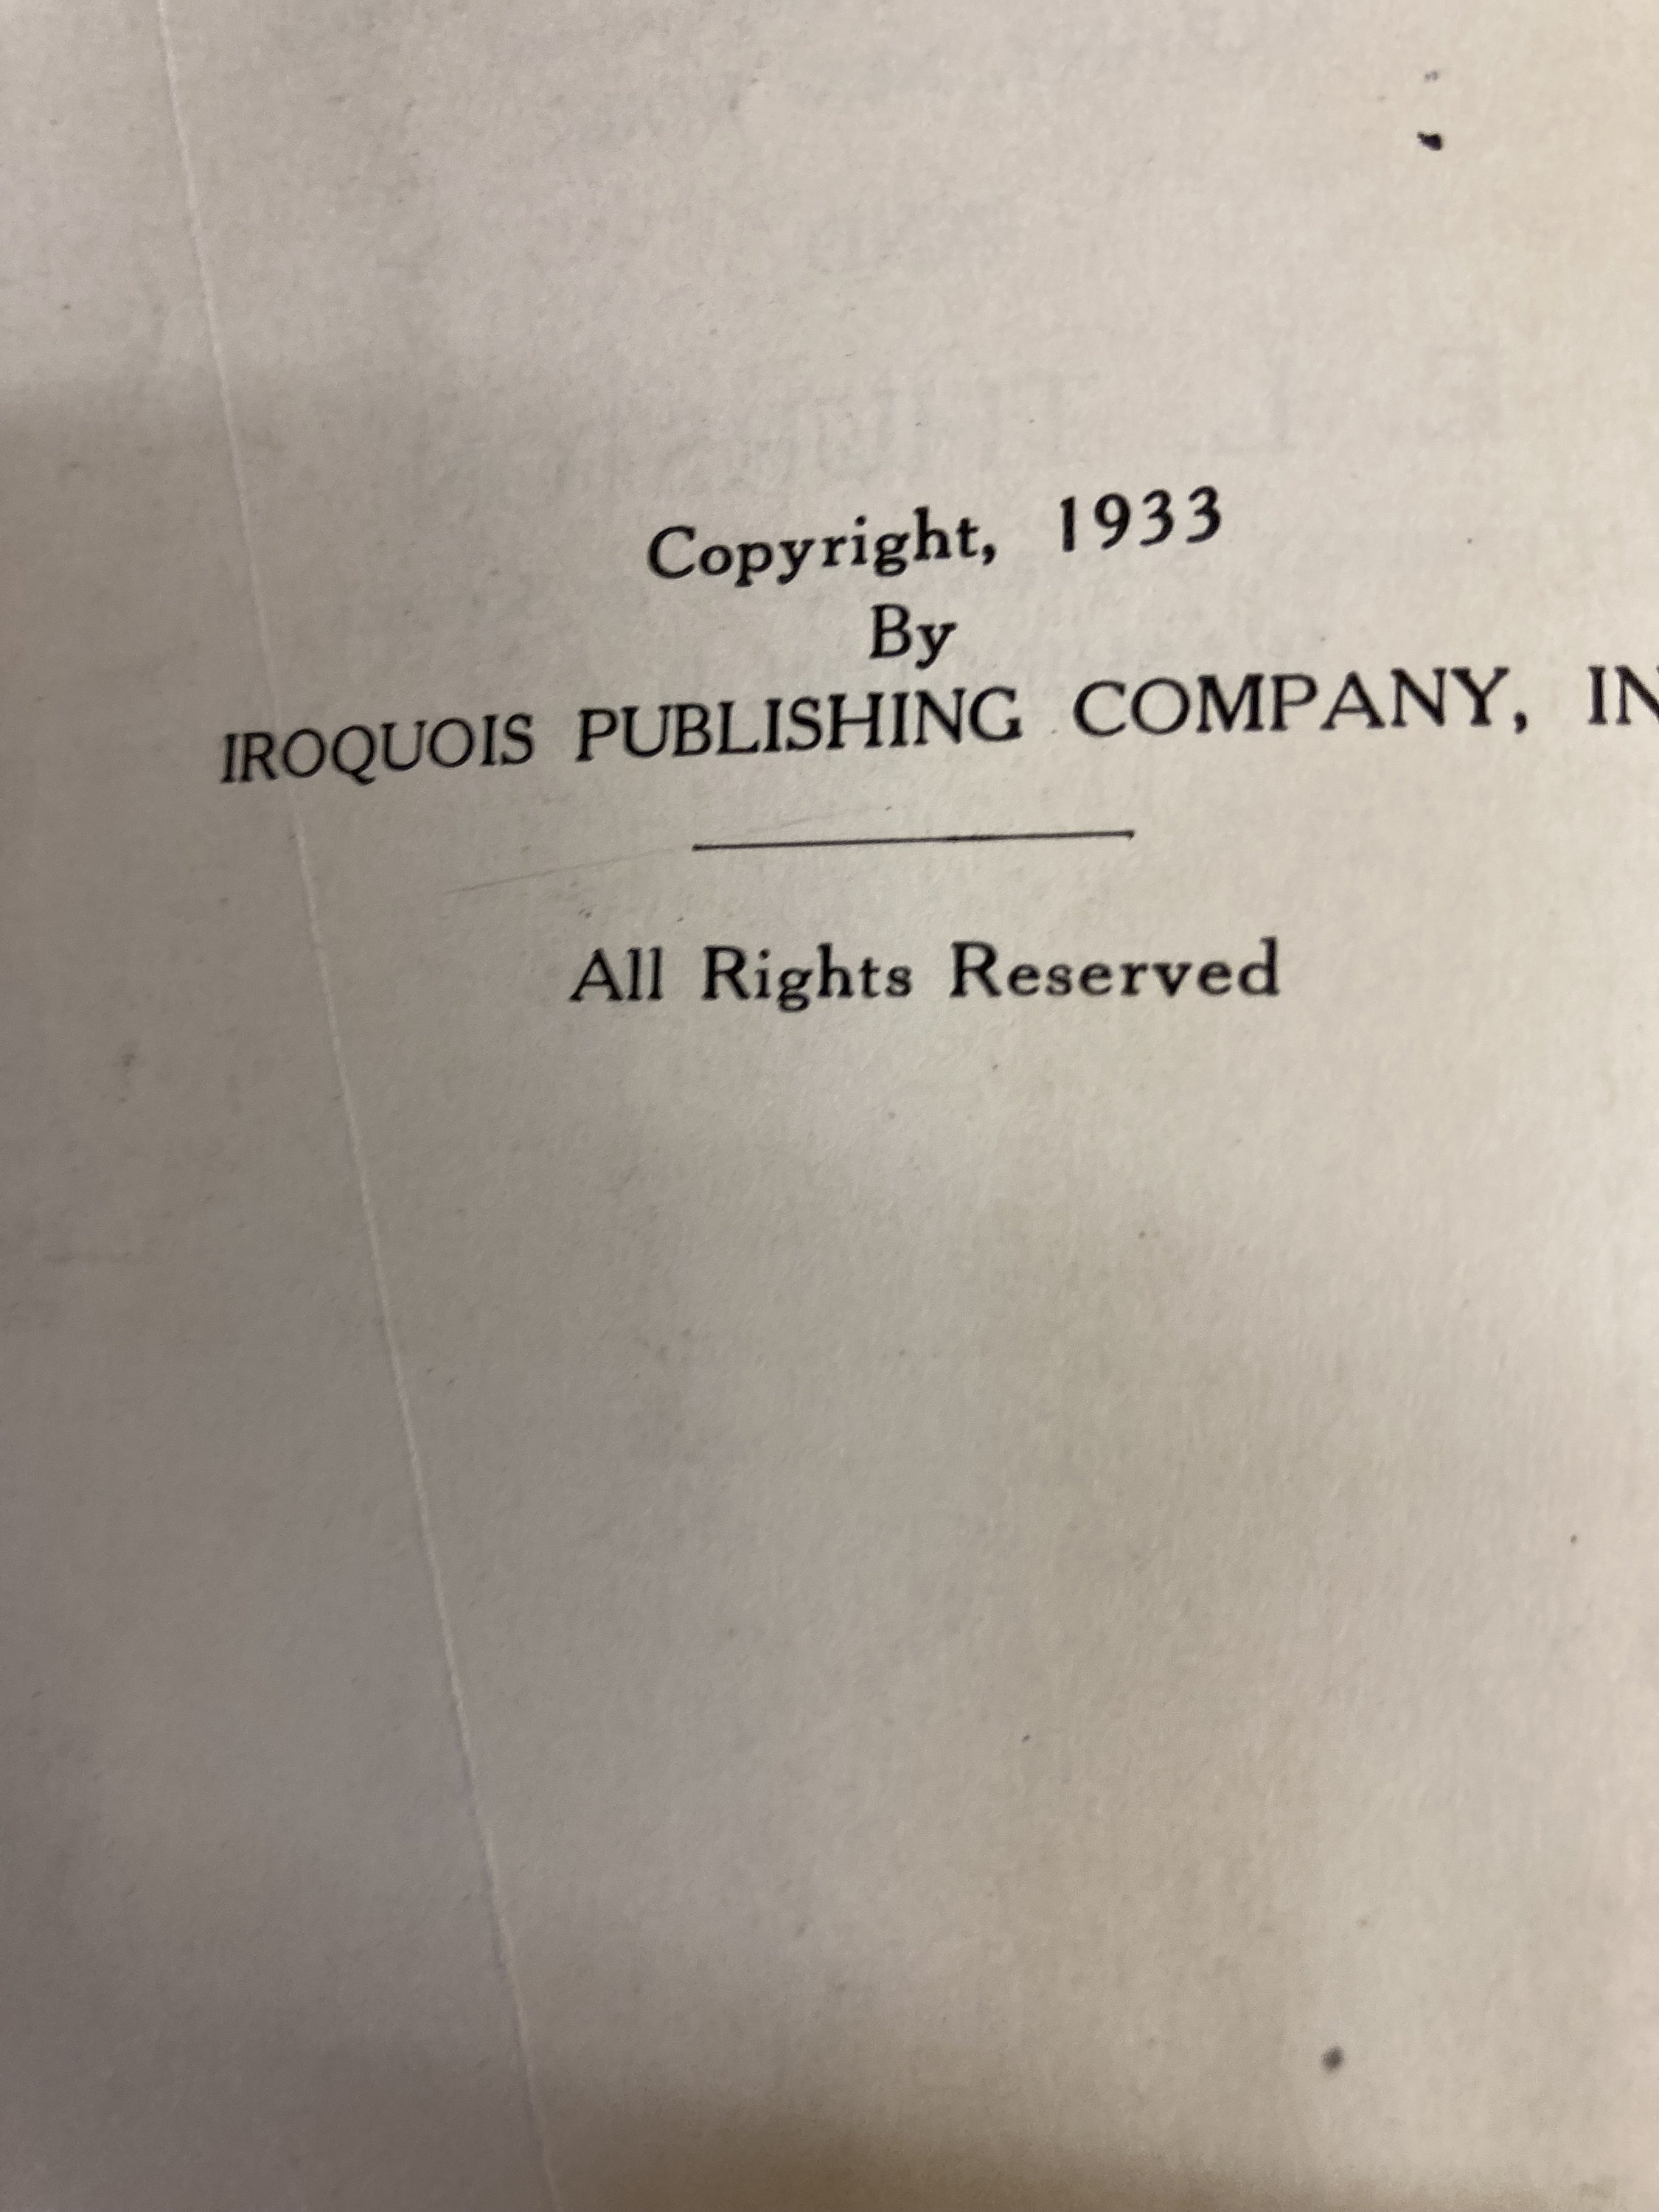 Copyright, 1933
By
IROQUOIS PUBLISHING COMPANY, IN
All Rights Reserved